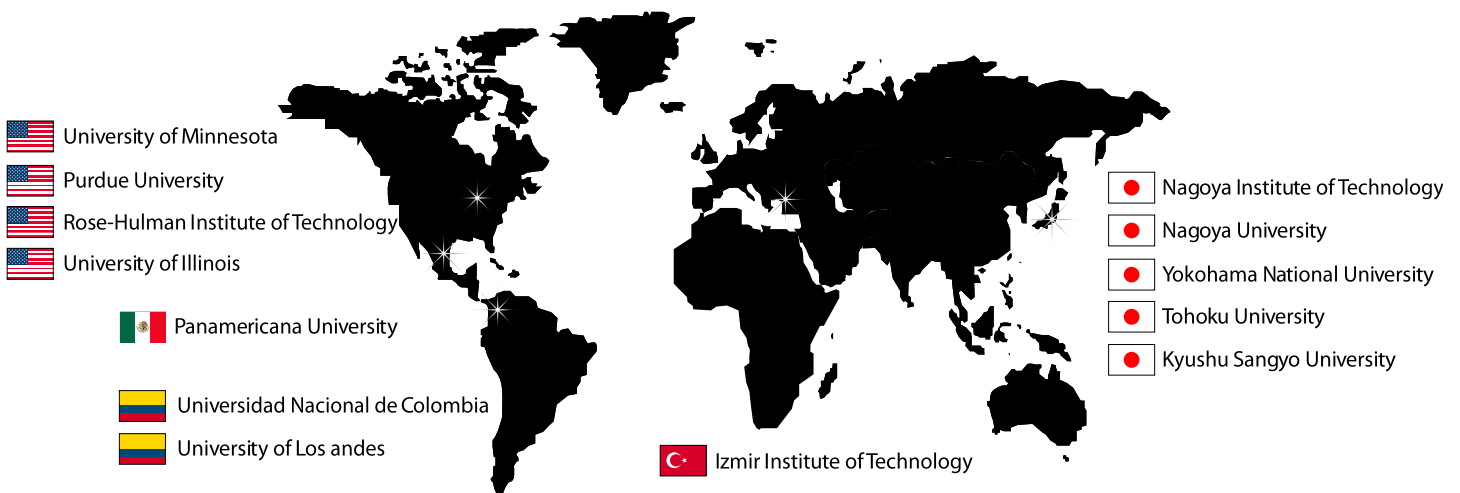 University of Minnesota
Purdue University
Rose-Hulman Institute of Technology
University of Illinois
Panamericana University
Universidad Nacional de Colombia
University of Los andes
Izmir Institute of Technology
Nagoya Institute of Technology
Nagoya University
Yokohama National University
Tohoku University
Kyushu Sangyo University